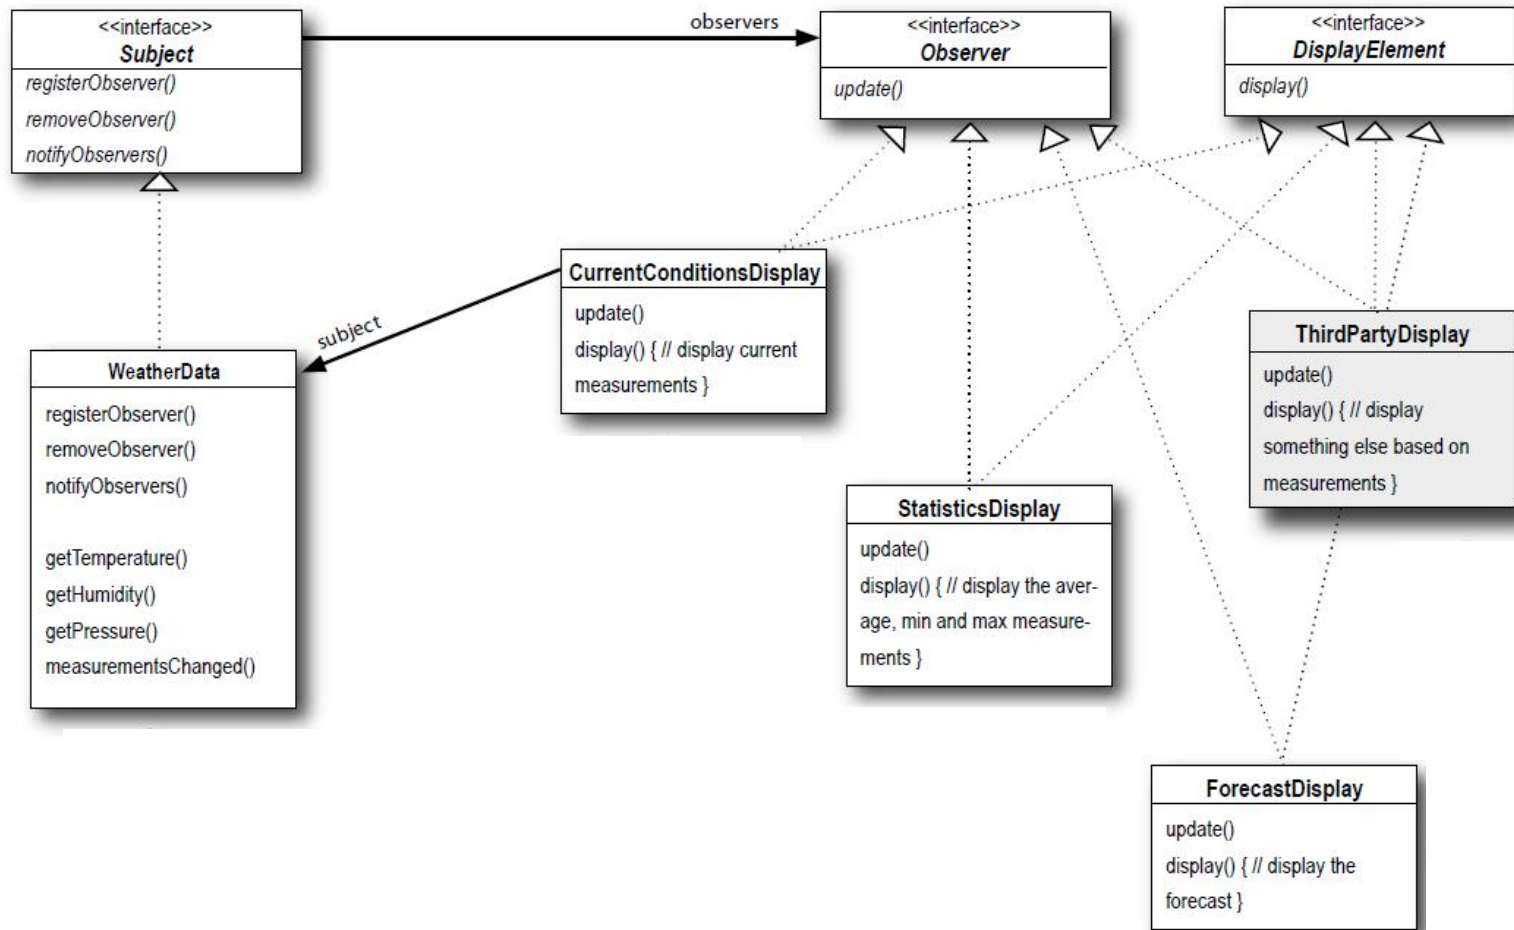 <<interface>>
Subject
registerObserver()
removeObserver()
notifyObservers()
observers
<<interface>>
Observer
update()
<<interface>>
DisplayElement
display()
subject
CurrentConditionsDisplay
update()
display() { // display current
measurements }
WeatherData
registerObserver()
removeObserver()
notifyObservers()
getTemperature()
getHumidity()
getPressure()
measurementsChanged()
ThirdPartyDisplay
update()
display() { // display
something else based on
measurements }
StatisticsDisplay
update()
display() { // display the aver-
age, min and max measure-
ments }
ForecastDisplay
update()
display() { // display the
forecast }